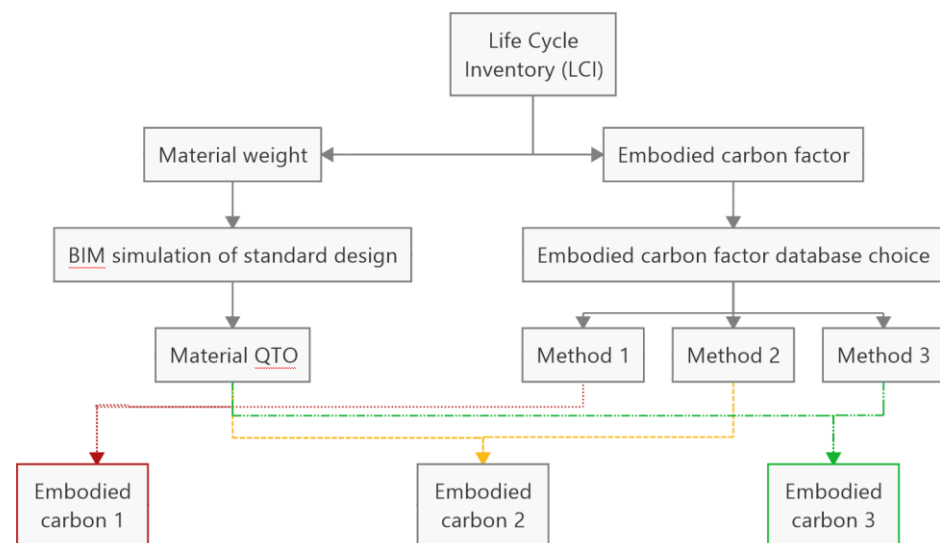 Life Cycle
Inventory (LCI)
Material weight
Embodied carbon factor
BIM simulation of standard design
Embodied carbon factor database choice
Material QTO
Method 1
Method 2
Method 3
Embodied
carbon 1
Embodied
carbon 2
Embodied
carbon 3